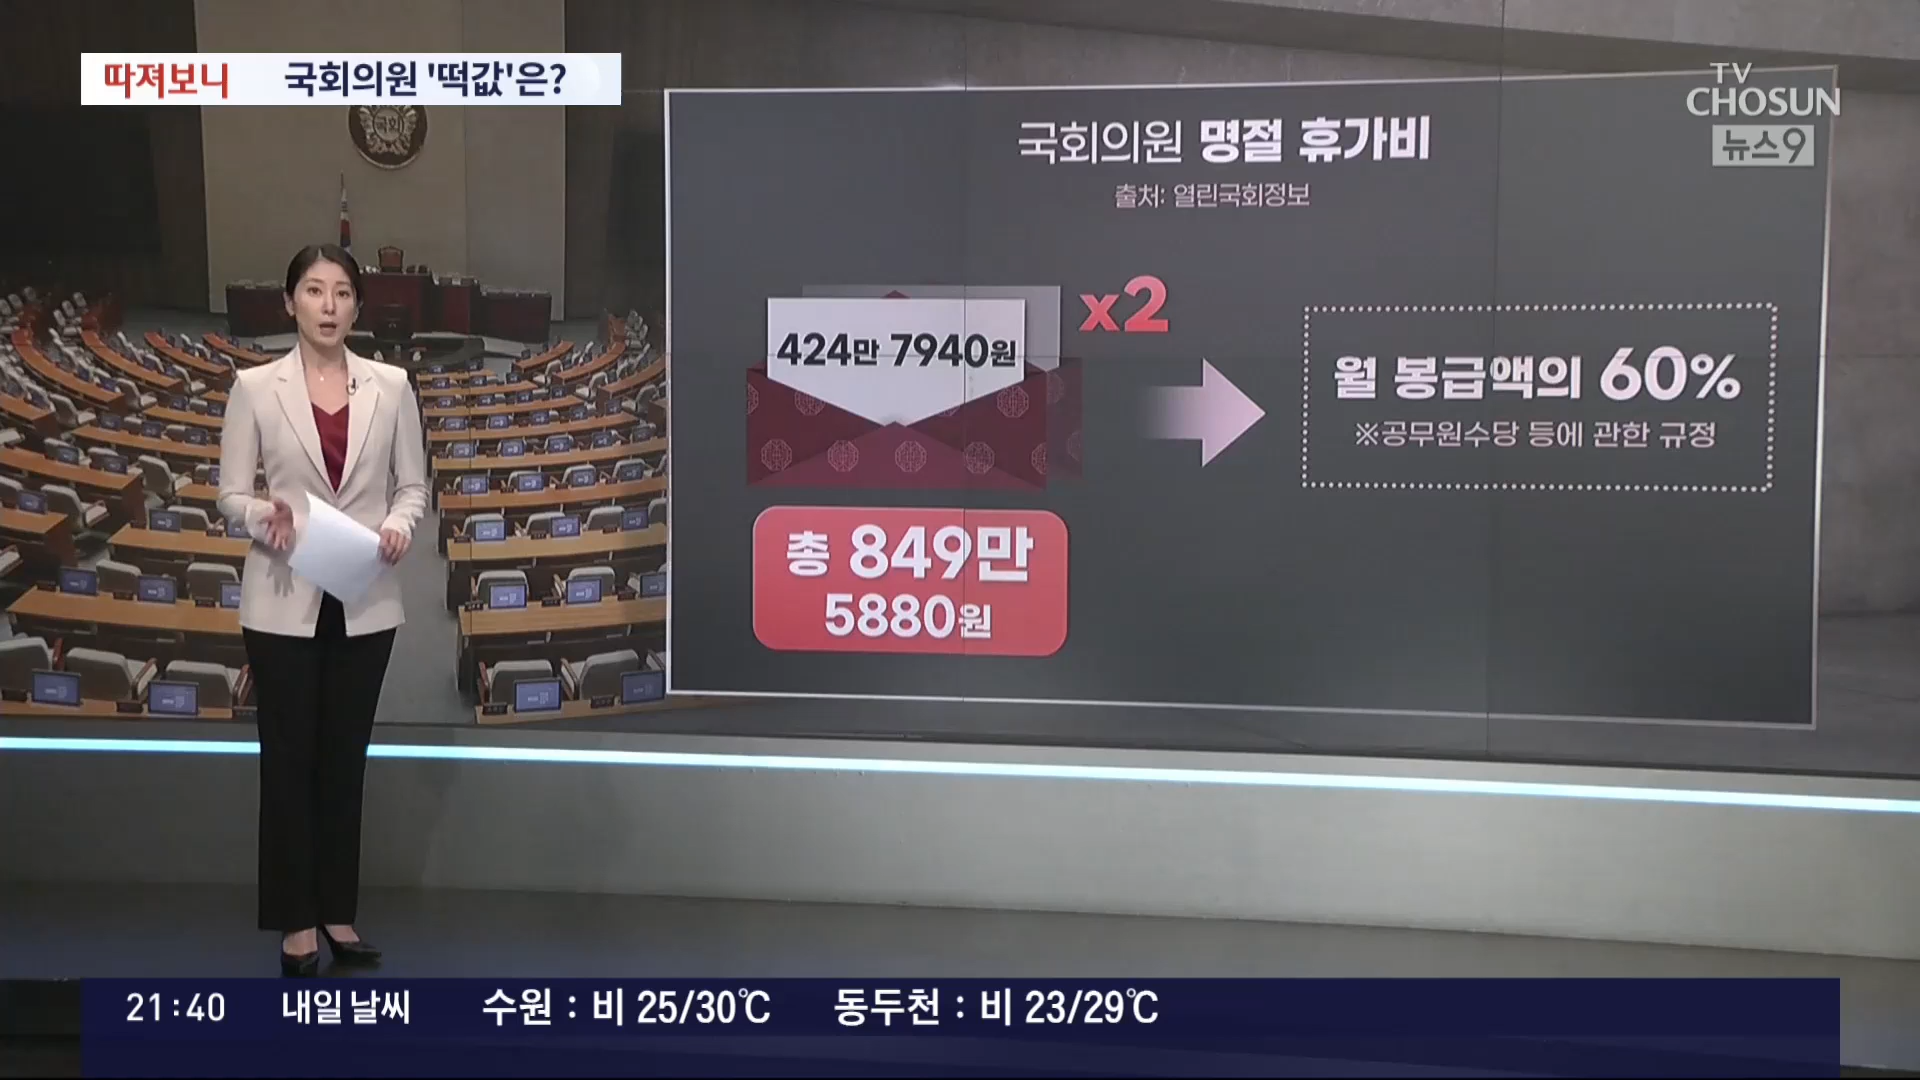 따져보니 국회의원 '떡값'은?
TV
CHOSUN
뉴스9
국회
국회의원 명절 휴가비
출처: 열린국회정보
424만 7940원
x2
월 봉급액의 60%
※공무원수당 등에 관한 규정
총 849만
5880원
21:40 내일 날씨 수원 : 비 25/30℃ 동두천 : 비 23/29℃